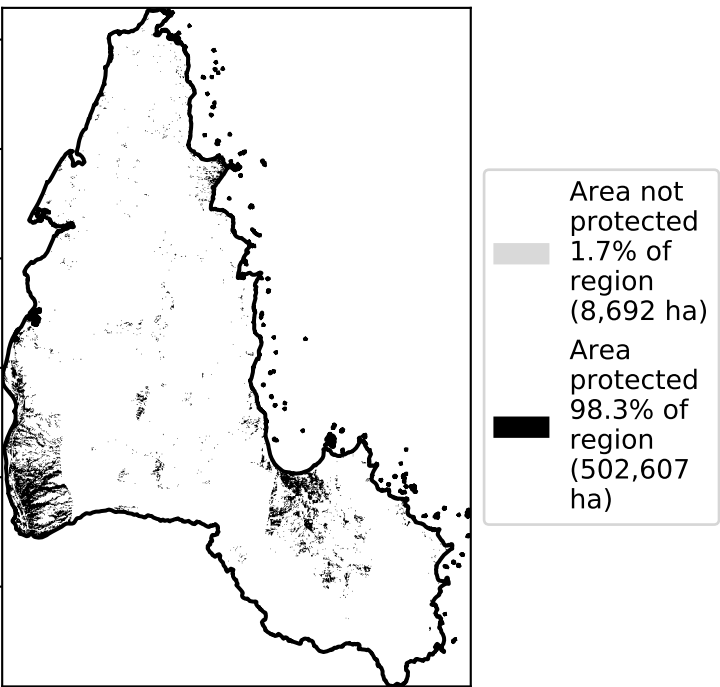 Area not
protected
1.7% of
region
(8,692 ha)
Area
protected
98.3% of
region
(502,607
ha)